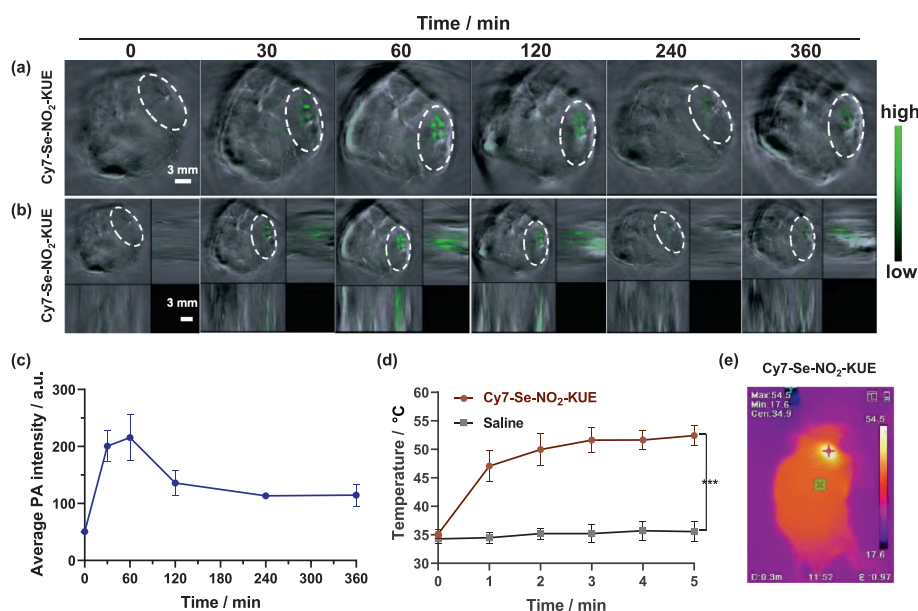 Time / min
0 30 60 120 240 360
(a)
Cy7-Se-NO₂-KUE
3 mm
high
low
(b)
Cy7-Se-NO₂-KUE
3 mm
(c)
Average PA intensity / a.u.
300
200
100
0
0 60 120 180 240 300 360
Time / min
(d)
Temperature / °C
60
55
50
45
40
35
30
Cy7-Se-NO₂-KUE
Saline
***
0 1 2 3 4 5
Time / min
(e)
Cy7-Se-NO₂-KUE
Max:54.5
Min:17.6
Cen:34.9
54.5
17.6
D:0.3m 11:52 ε:0.97